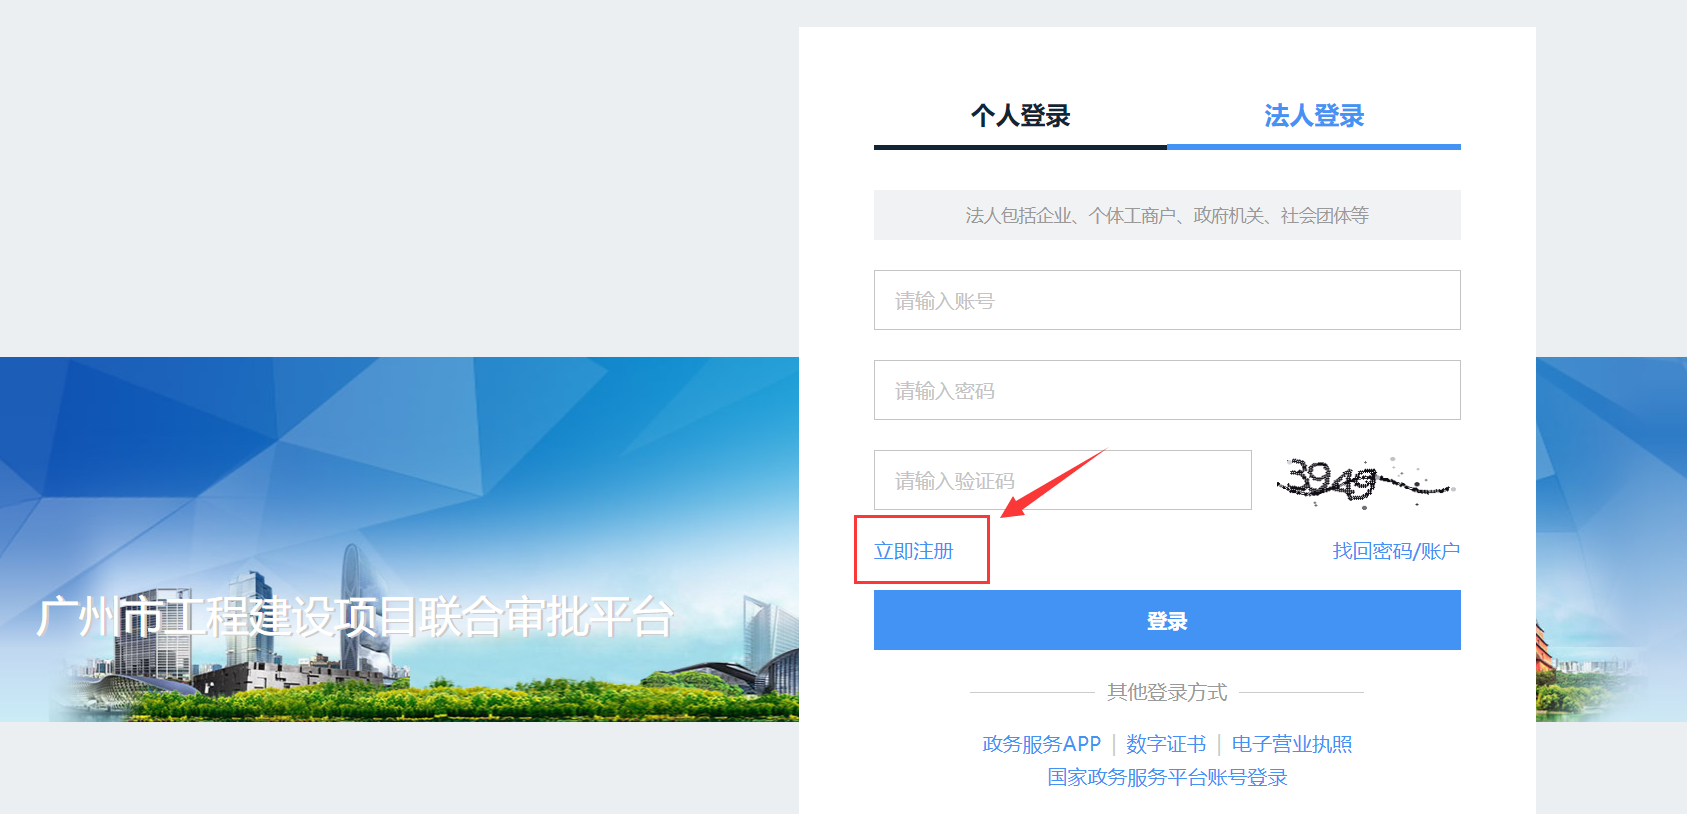 个人登录 法人登录
法人包括企业、个体工商户、政府机关、社会团体等
请输入账号
请输入密码
请输入验证码 3949
立即注册 找回密码/账户
广州市工程建设项目联合审批平台
登录
其他登录方式
政务服务APP | 数字证书 | 电子营业执照
国家政务服务平台账号登录